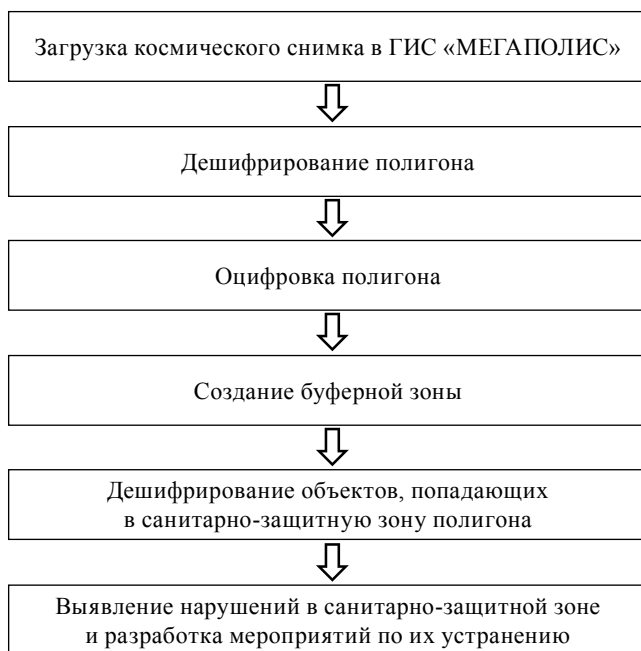 Загрузка космического снимка в ГИС «МЕГАПОЛИС»
Дешифрирование полигона
Оцифровка полигона
Создание буферной зоны
Дешифрирование объектов, попадающих
в санитарно-защитную зону полигона
Выявление нарушений в санитарно-защитной зоне
и разработка мероприятий по их устранению